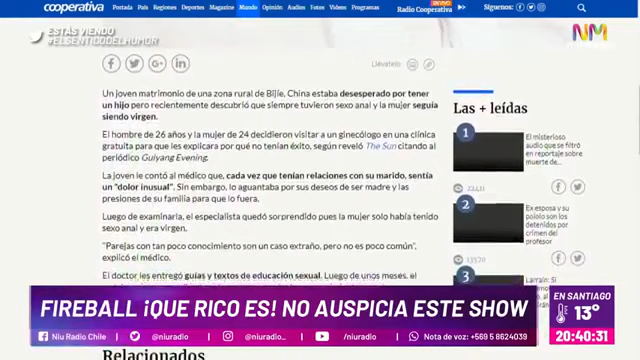 cooperativa
Portada País Regiones Deportes Magazine Mundo Opinión Audios Videos Programas
Radio Cooperativa
Síguenos:
ESTÁS VIENDO
#ELSENTIDODELHUMOR
NM
Llévatelo:
Un joven matrimonio de una zona rural de Bijie, China estaba desesperado por tener
un hijo pero recientemente descubrió que siempre tuvieron sexo anal y la mujer seguía
siendo virgen.
El hombre de 26 años y la mujer de 24 decidieron visitar a un ginecólogo en una clínica
gratuita para que les explicara por qué no tenían éxito, según reveló The Sun citando al
periódico Guiyang Evening.
La joven le contó al médico que, cada vez que tenían relaciones con su marido, sentía
un "dolor inusual". Sin embargo, lo aguantaba por sus deseos de ser madre y las
presiones de su familia para que lo fuera.
Luego de examinarla, el especialista quedó sorprendido pues la mujer solo había tenido
sexo anal y era virgen.
"Parejas con tan poco conocimiento son un caso extraño, pero no es poco común",
explicó el médico.
El doctor les entregó guías y textos de educación sexual. Luego de unos meses, el
Las + leídas
1
El misterioso
audio que se filtró
en reportaje sobre
muerte de...
22411
2
Ex esposa y su
pololo son los
detenidos por
crimen del
profesor
13570
3
Larraín: Si
FIREBALL ¡QUE RICO ES! NO AUSPICIA ESTE SHOW
EN SANTIAGO
13°
20:40:31
Niu Radio Chile @niuradio @niuradio /niuradio Nota de voz: +569 5 8624039
Relacionados